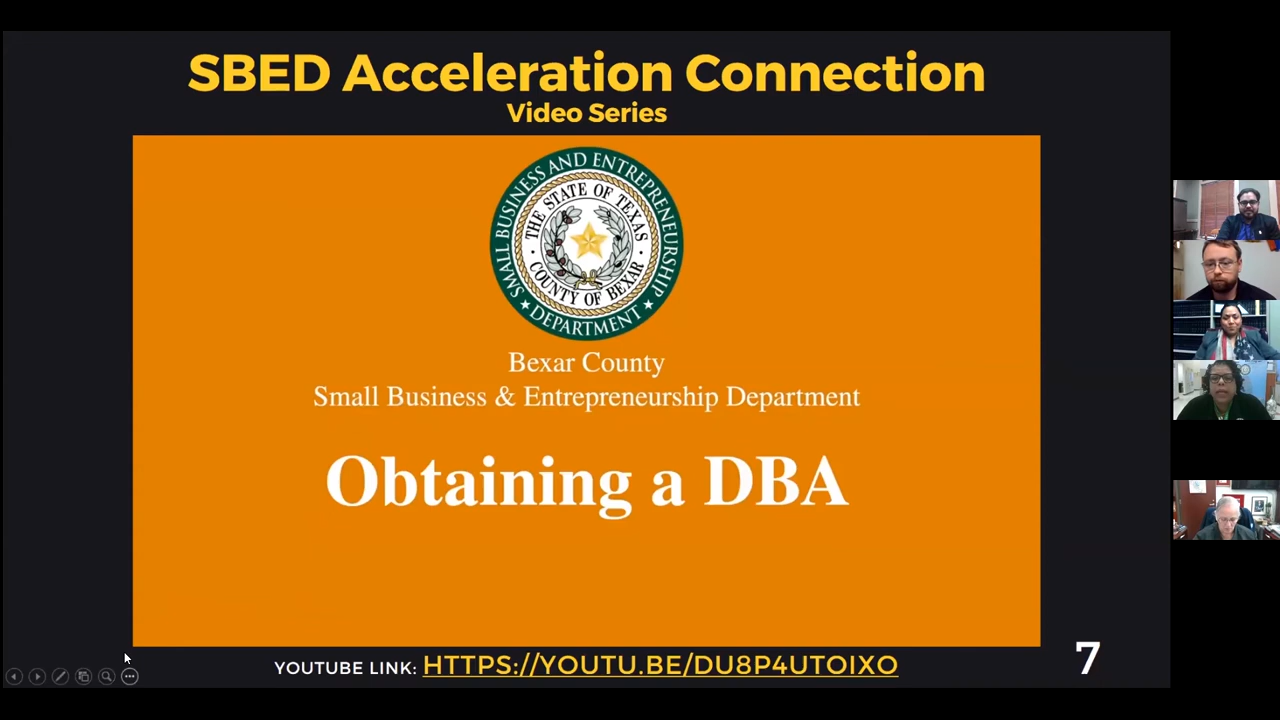 SBED Acceleration Connection
Video Series
SMALL BUSINESS AND ENTREPRENEURSHIP
DEPARTMENT
THE STATE OF TEXAS
COUNTY OF BEXAR
Bexar County
Small Business & Entrepreneurship Department
Obtaining a DBA
YOUTUBE LINK: HTTPS://YOUTU.BE/DU8P4UTOIXO
7